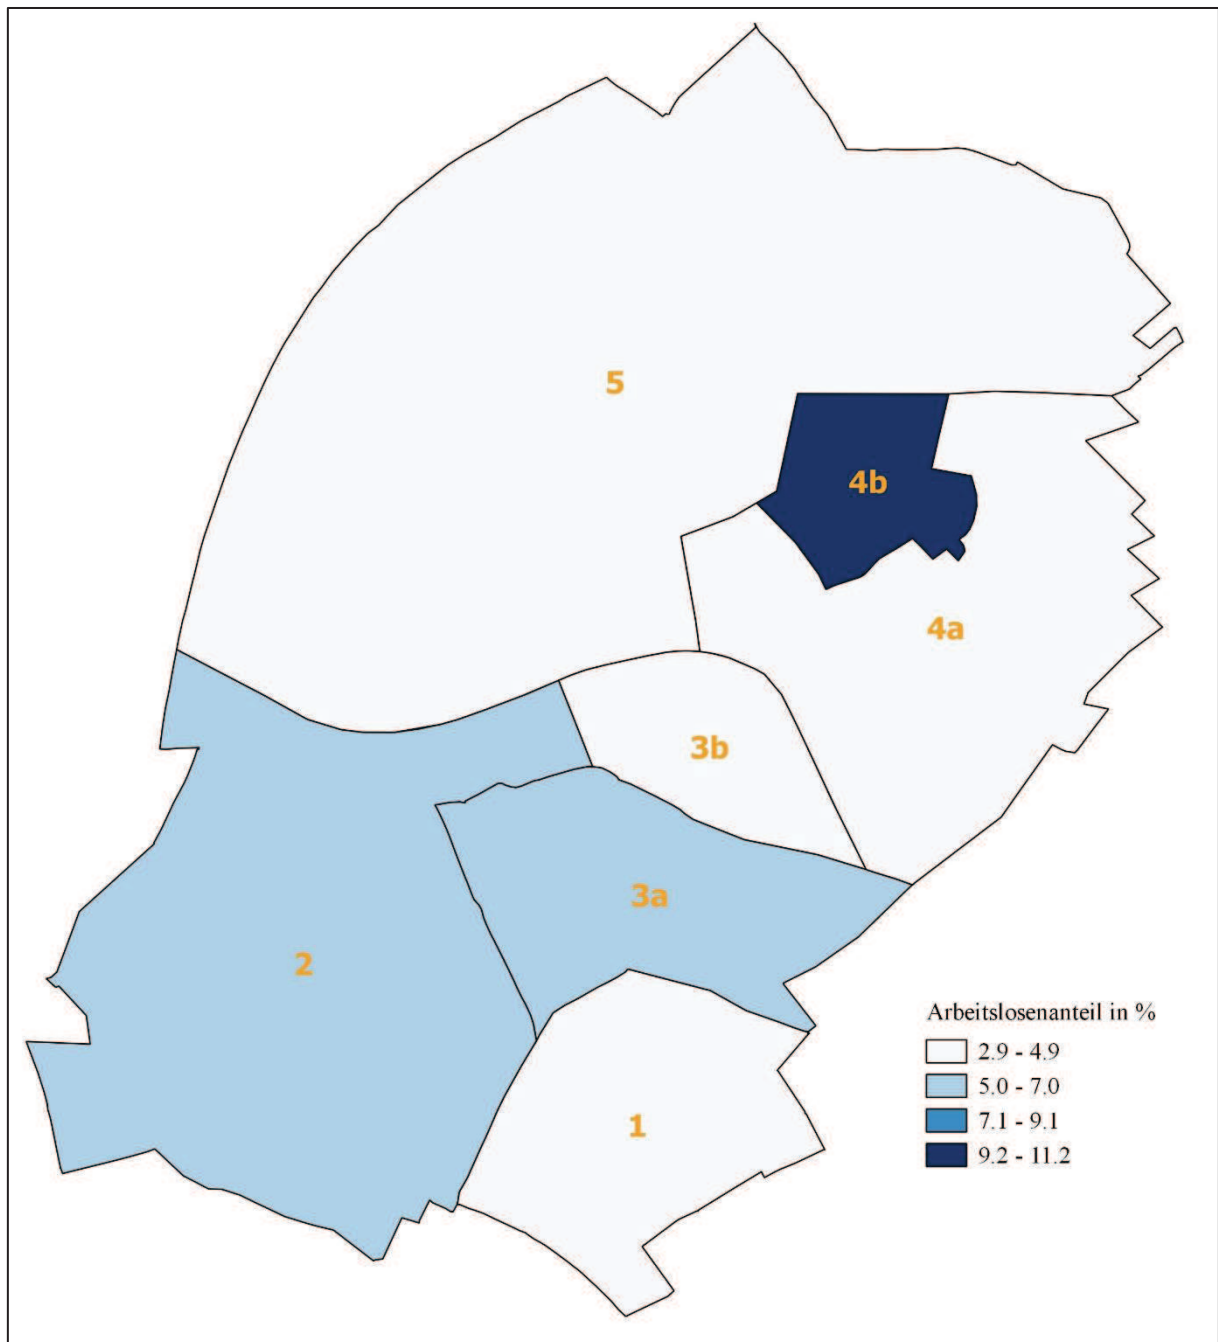 5
4b
4a
3b
3a
2
Arbeitslosenanteil in %
2.9 - 4.9
5.0 - 7.0
7.1 - 9.1
9.2 - 11.2
1